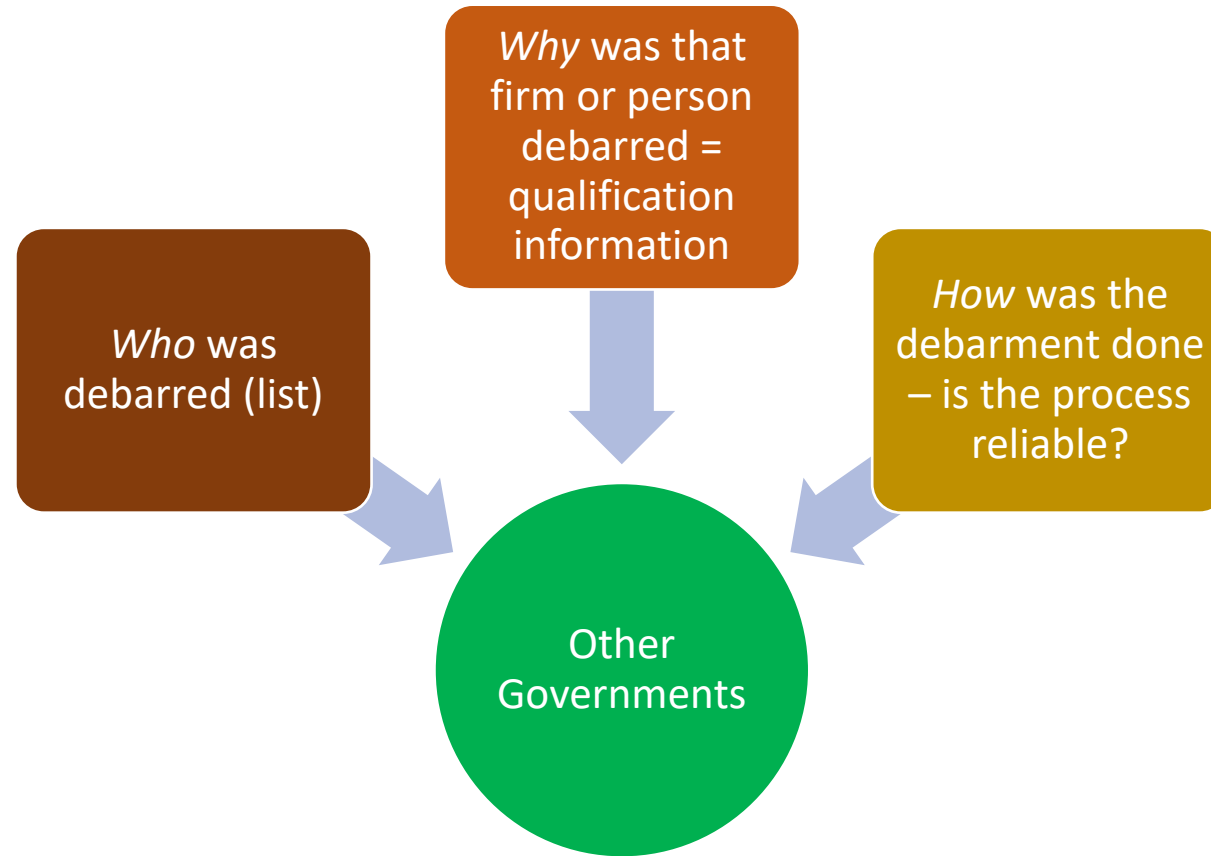 Who was
debarred (list)
Why was that
firm or person
debarred =
qualification
information
How was the
debarment done
– is the process
reliable?
Other
Governments